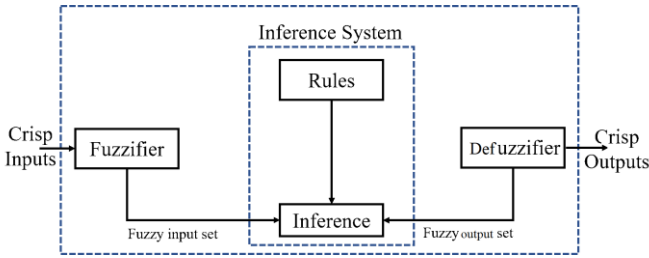 Inference System
Rules
Crisp
Inputs
Fuzzifier
Defuzzifier
Crisp
Outputs
Inference
Fuzzy input set
Fuzzy output set